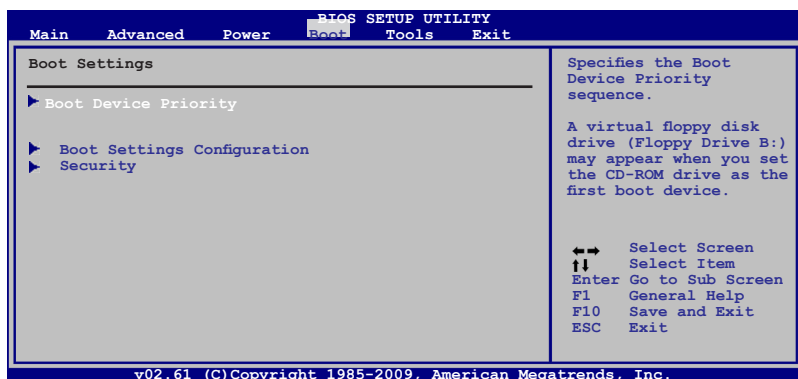 BIOS SETUP UTILITY
Main Advanced Power Boot Tools Exit
Boot Settings
Boot Device Priority
Boot Settings Configuration
Security
Specifies the Boot
Device Priority
sequence.
A virtual floppy disk
drive (Floppy Drive B:)
may appear when you set
the CD-ROM drive as the
first boot device.
←→ Select Screen
↑↓ Select Item
Enter Go to Sub Screen
F1 General Help
F10 Save and Exit
ESC Exit
v02.61 (C)Copyright 1985-2009, American Megatrends, Inc.